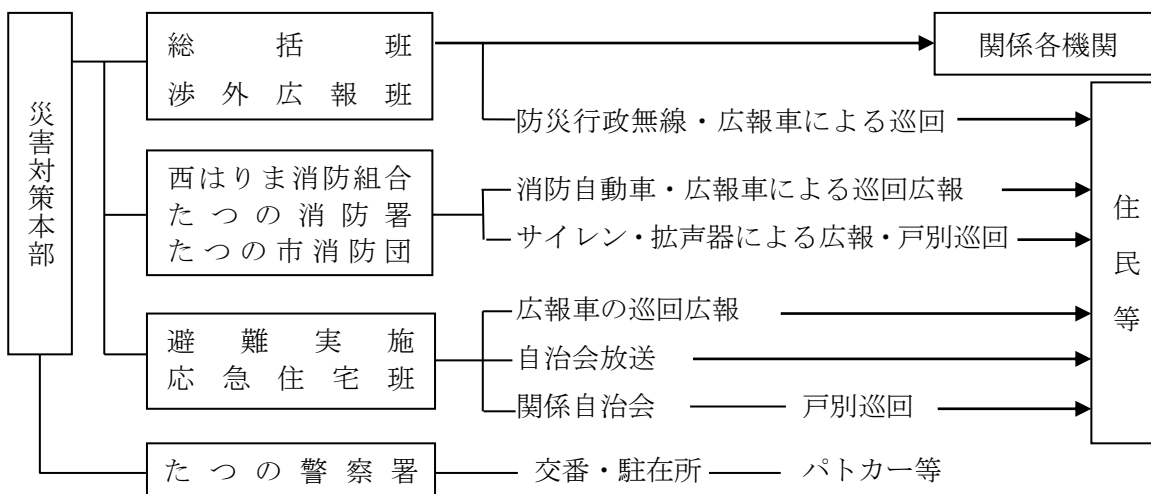 災害対策本部
総括班
渉外広報班
関係各機関
防災行政無線・広報車による巡回
西はりま消防組合
たつの消防署
たつの市消防団
消防自動車・広報車による巡回広報
サイレン・拡声器による広報・戸別巡回
住民等
避難実施
応急住宅班
広報車の巡回広報
自治会放送
関係自治会 戸別巡回
たつの警察署 交番・駐在所 パトカー等